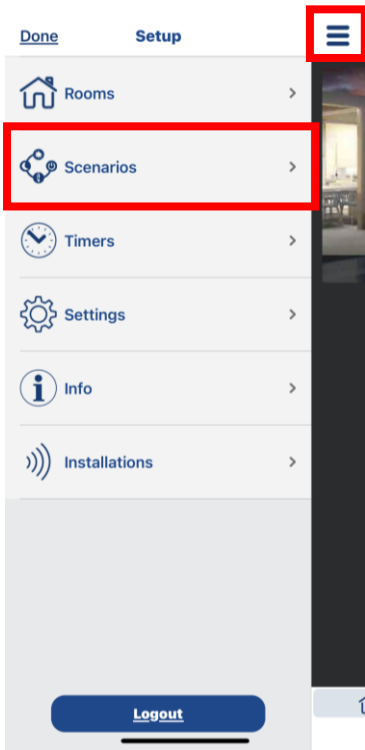 Done Setup
Rooms
Scenarios
Timers
Settings
Info
Installations
Logout